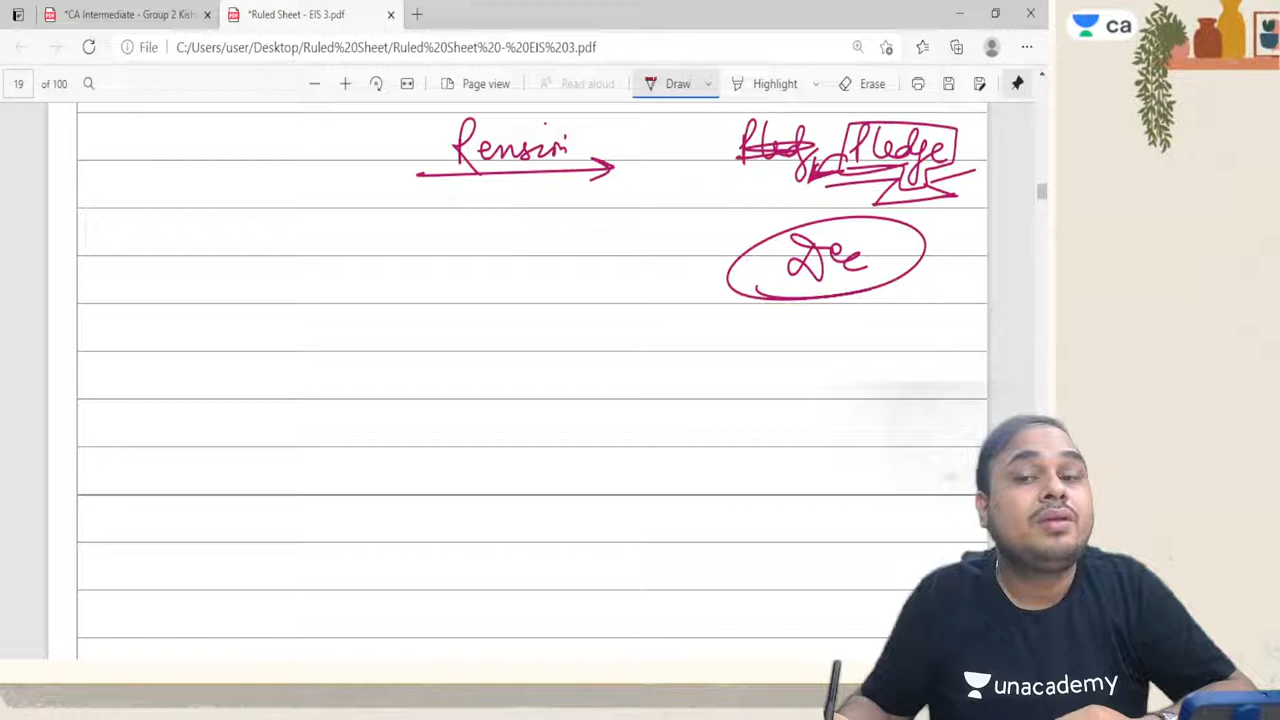 *CA Intermediate - Group 2 Kish
*Ruled Sheet - EIS 3.pdf
File
C:/Users/user/Desktop/Ruled%20Sheet/Ruled%20Sheet%20-%20EIS%203.pdf
19 of 100
Page view
Read aloud
Draw
Highlight
Erase
ca
Pension
Pledge
Dec
unacademy